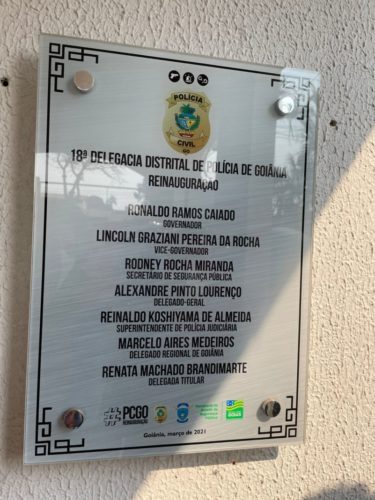 POLÍCIA
CIVIL
GO
18ª DELEGACIA DISTRITAL DE POLÍCIA DE GOIÂNIA
REINAUGURAÇÃO
RONALDO RAMOS CAIADO
GOVERNADOR
LINCOLN GRAZIANI PEREIRA DA ROCHA
VICE-GOVERNADOR
RODNEY ROCHA MIRANDA
SECRETÁRIO DE SEGURANÇA PÚBLICA
ALEXANDRE PINTO LOURENÇO
DELEGADO-GERAL
REINALDO KOSHIYAMA DE ALMEIDA
SUPERINTENDENTE DE POLÍCIA JUDICIÁRIA
MARCELO AIRES MEDEIROS
DELEGADO REGIONAL DE GOIÂNIA
RENATA MACHADO BRANDIMARTE
DELEGADA TITULAR
#PCGO
Goiânia, março de 2021